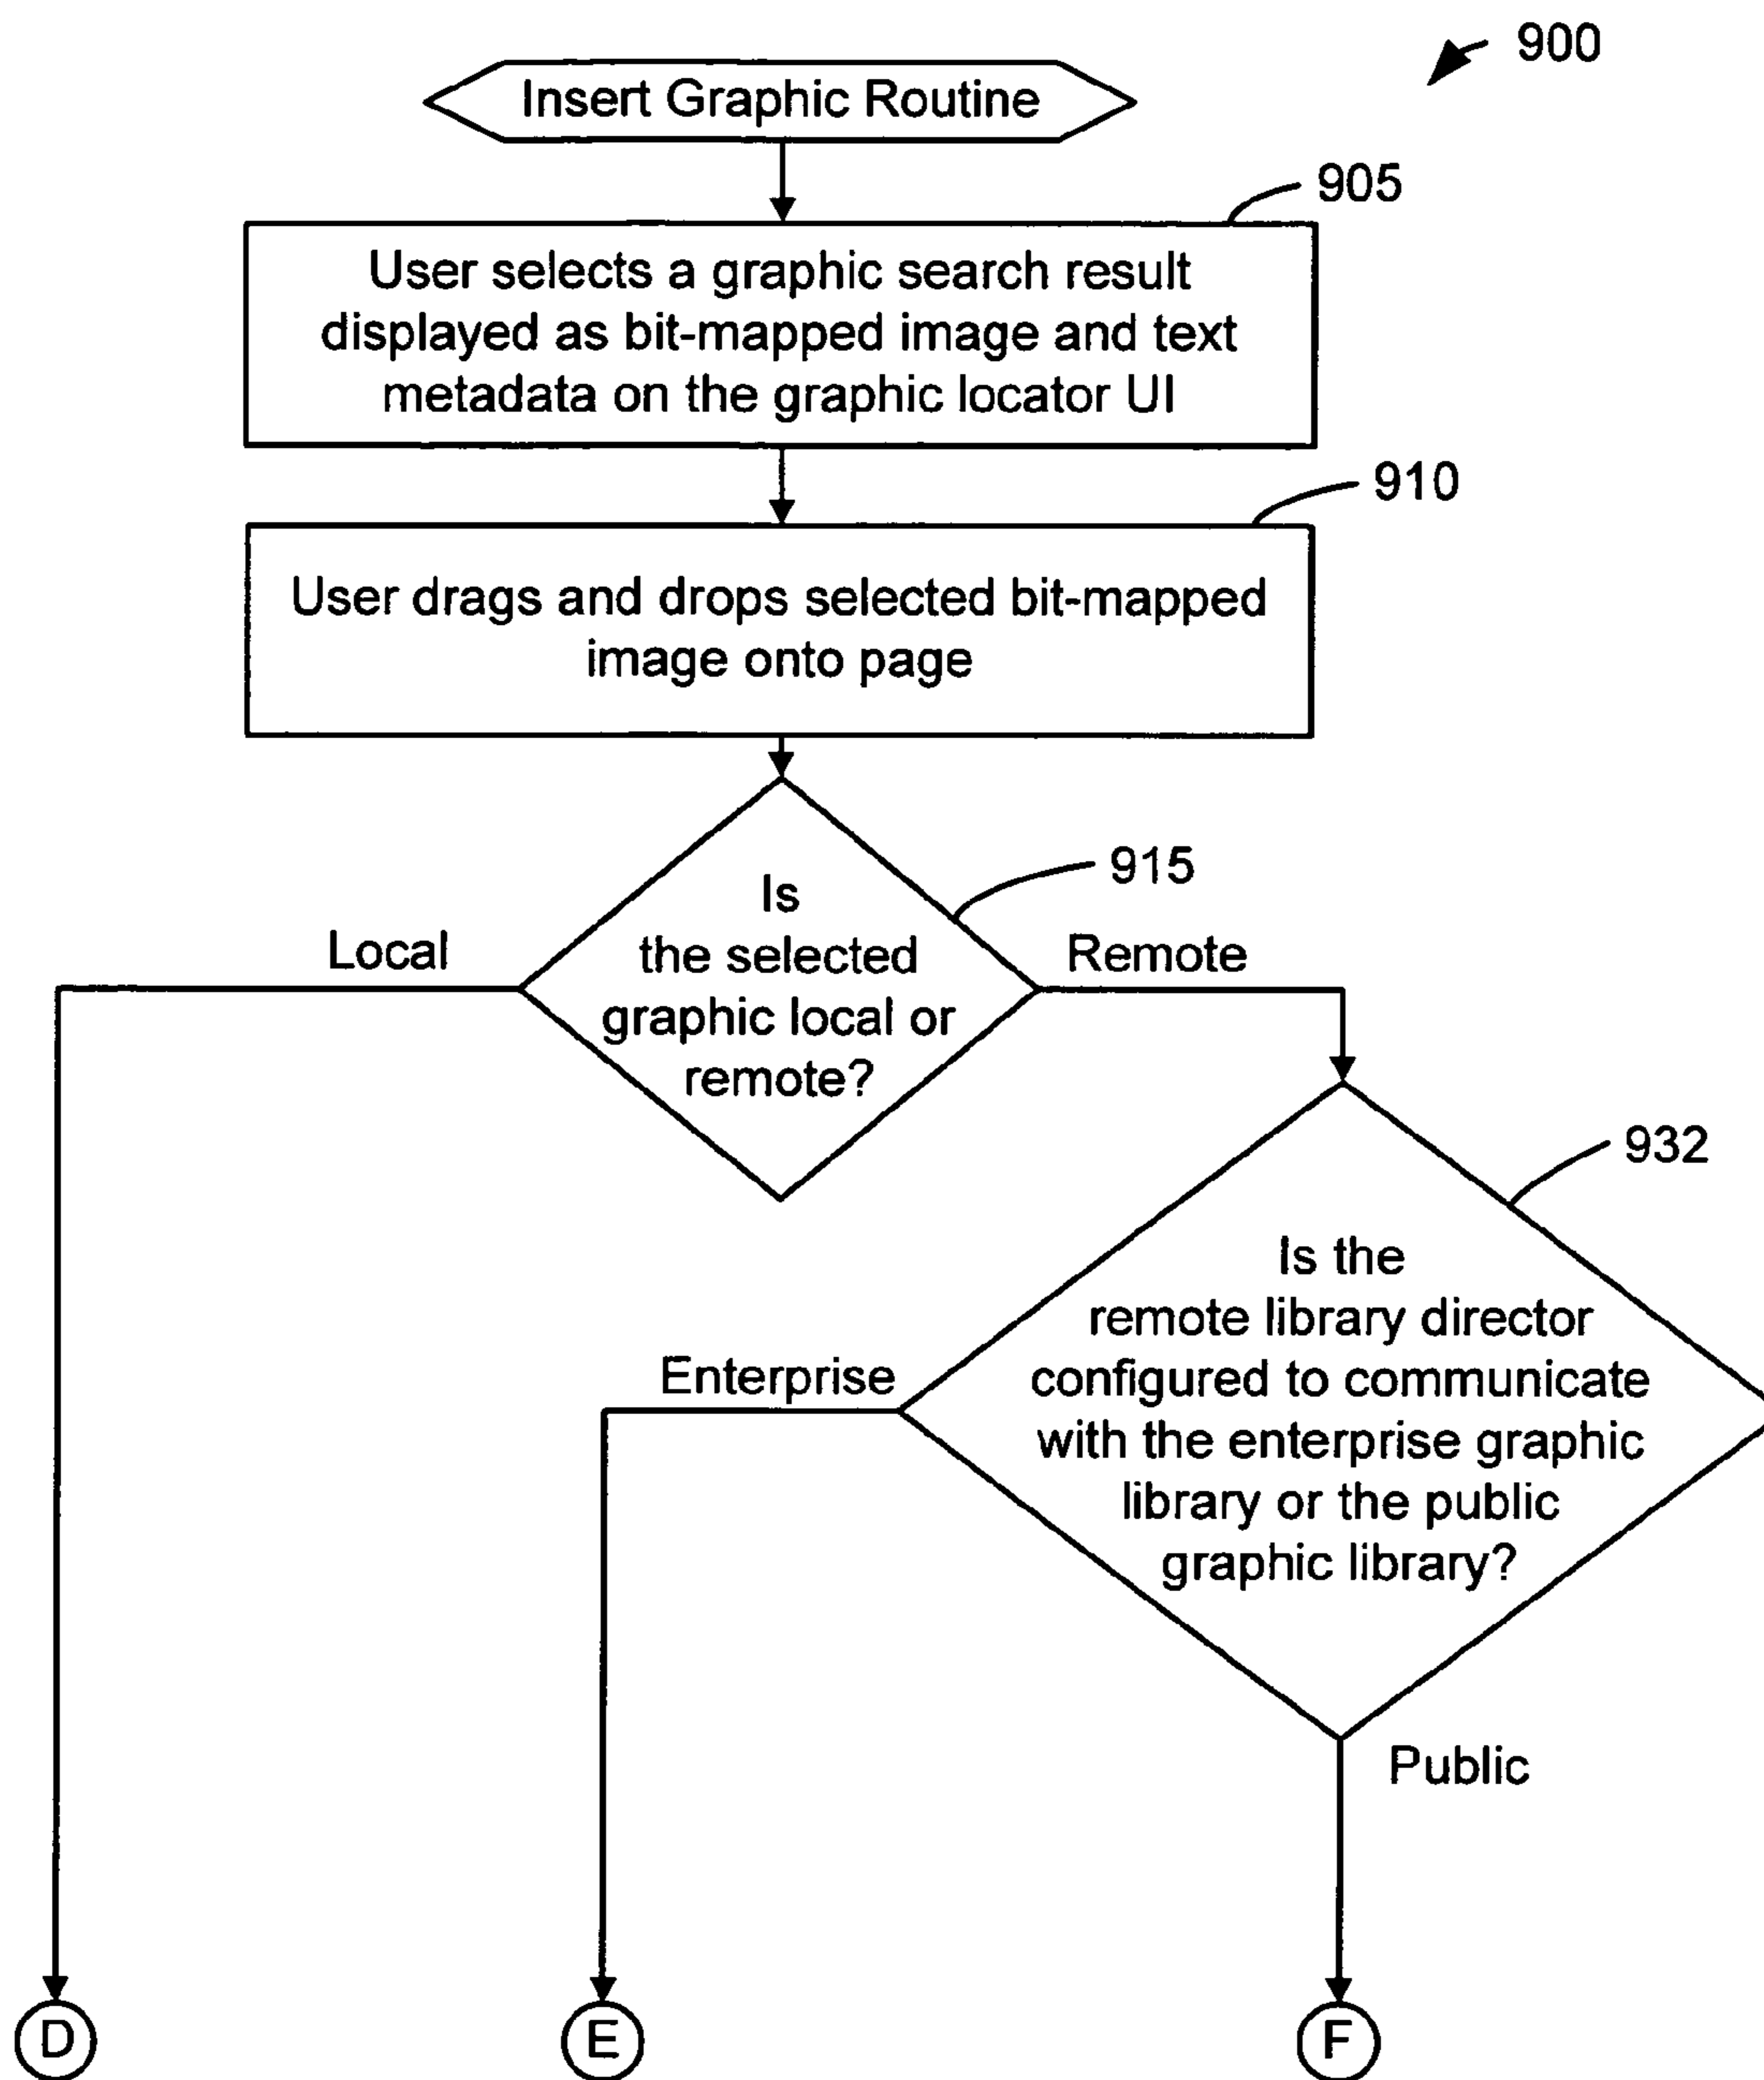 900
Insert Graphic Routine
905
User selects a graphic search result
displayed as bit-mapped image and text
metadata on the graphic locator UI
910
User drags and drops selected bit-mapped
image onto page
915
Is
the selected
graphic local or
remote?
Local
Remote
932
Is the
remote library director
configured to communicate
with the enterprise graphic
library or the public
graphic library?
Enterprise
Public
D
E
F